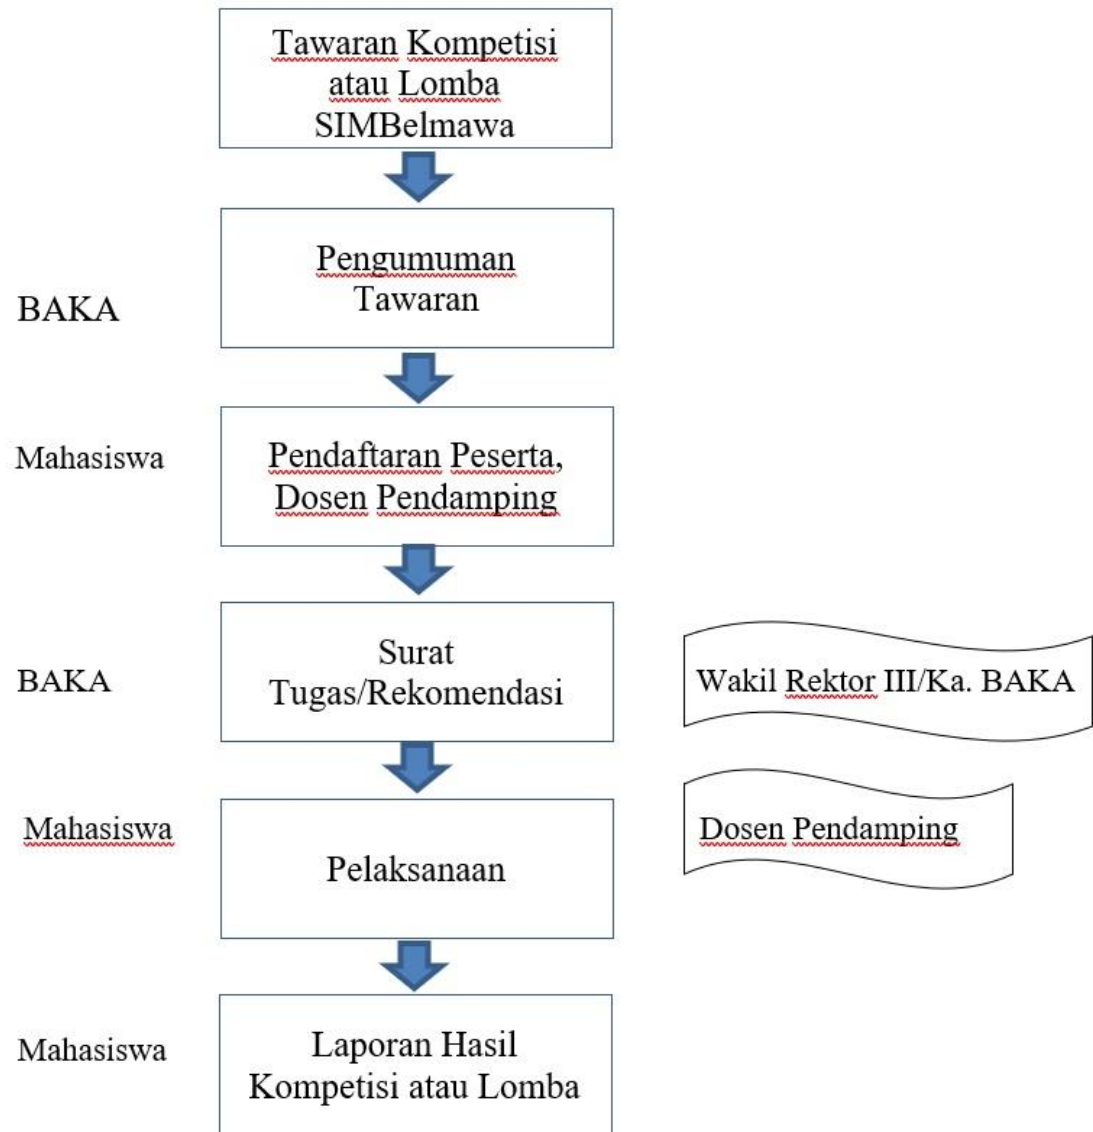 Tawaran Kompetisi
atau Lomba
SIMBelmawa
BAKA
Pengumuman
Tawaran
Mahasiswa
Pendaftaran Peserta,
Dosen Pendamping
BAKA
Surat
Tugas/Rekomendasi
Wakil Rektor III/Ka. BAKA
Mahasiswa
Pelaksanaan
Dosen Pendamping
Mahasiswa
Laporan Hasil
Kompetisi atau Lomba